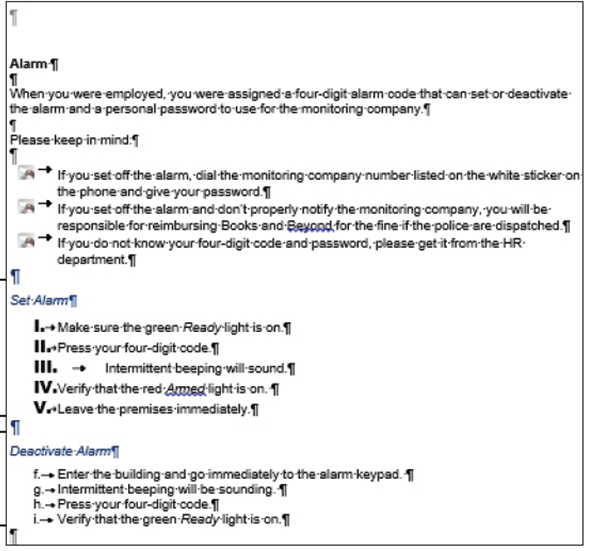 Alarm
When you were employed, you were assigned a four-digit alarm code that can set or deactivate
the alarm and a personal password to use for the monitoring company.
Please keep in mind:
If you set off the alarm, dial the monitoring company number listed on the white sticker on
the phone and give your password.
If you set off the alarm and don't properly notify the monitoring company, you will be
responsible for reimbursing Books and Beyond for the fine if the police are dispatched.
If you do not know your four-digit code and password, please get it from the HR
department.
Set Alarm
I. Make sure the green Ready light is on.
II. Press your four-digit code.
III. Intermittent beeping will sound.
IV. Verify that the red Armed light is on.
V. Leave the premises immediately.
Deactivate Alarm
f. Enter the building and go immediately to the alarm keypad.
g. Intermittent beeping will be sounding.
h. Press your four-digit code.
i. Verify that the green Ready light is on.